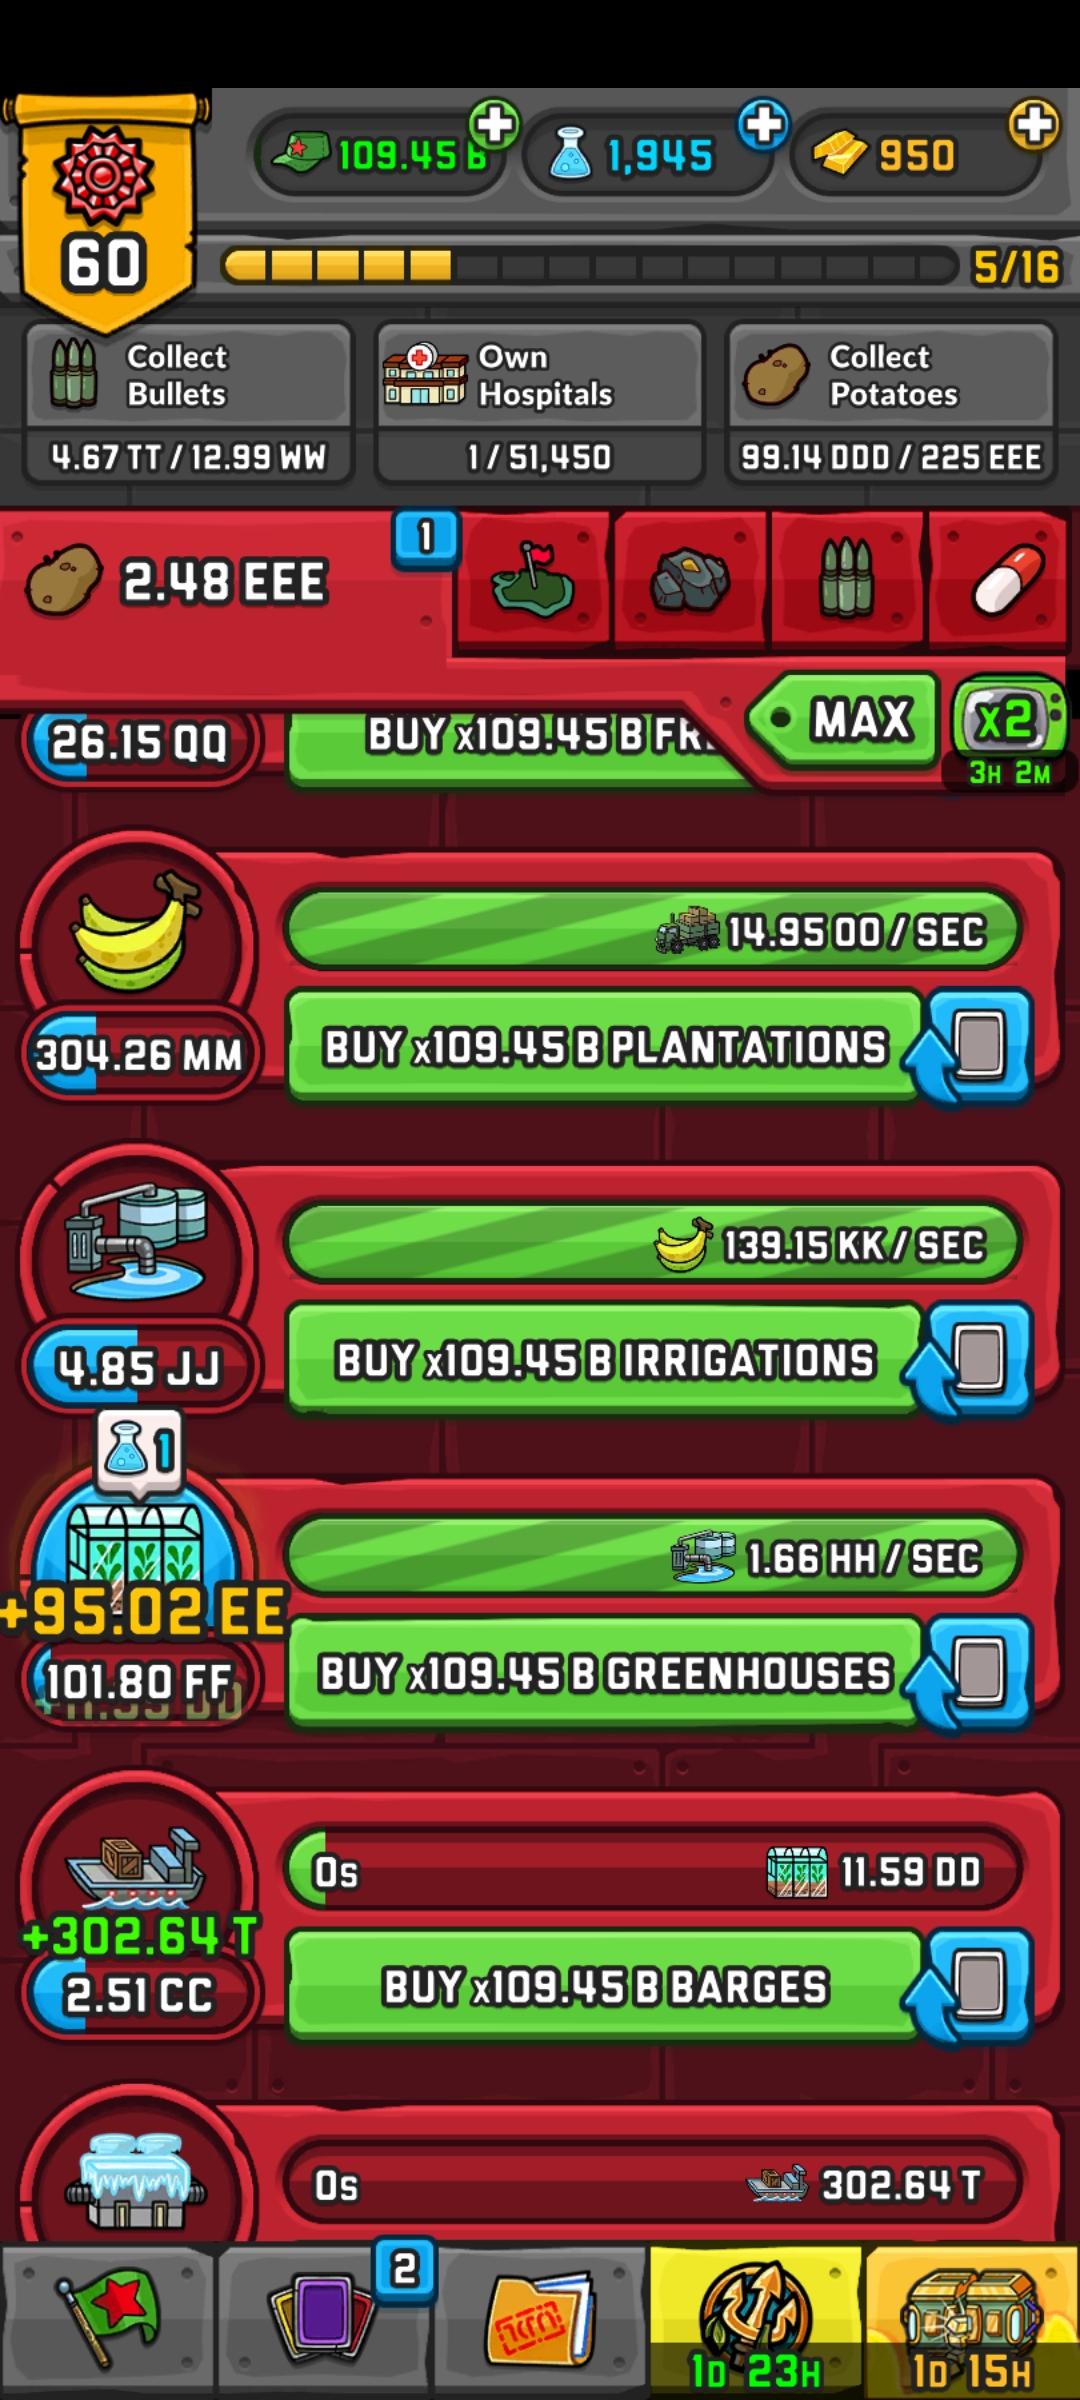 109.45 B
1,945
950
60
5/16
Collect
Bullets
4.67 TT / 12.99 WW
Own
Hospitals
1 / 51,450
Collect
Potatoes
99.14 DDD / 225 EEE
2.48 EEE
1
MAX
x2
3H 2M
26.15 QQ
BUY x109.45 B FR
14.95 OO / SEC
304.26 MM
BUY x109.45 B PLANTATIONS
139.15 KK / SEC
4.85 JJ
BUY x109.45 B IRRIGATIONS
1
1.66 HH / SEC
+95.02 EE
101.80 FF
BUY x109.45 B GREENHOUSES
0s
11.59 DD
+302.64 T
2.51 CC
BUY x109.45 B BARGES
0s
302.64 T
2
1D 23H
1D 15H